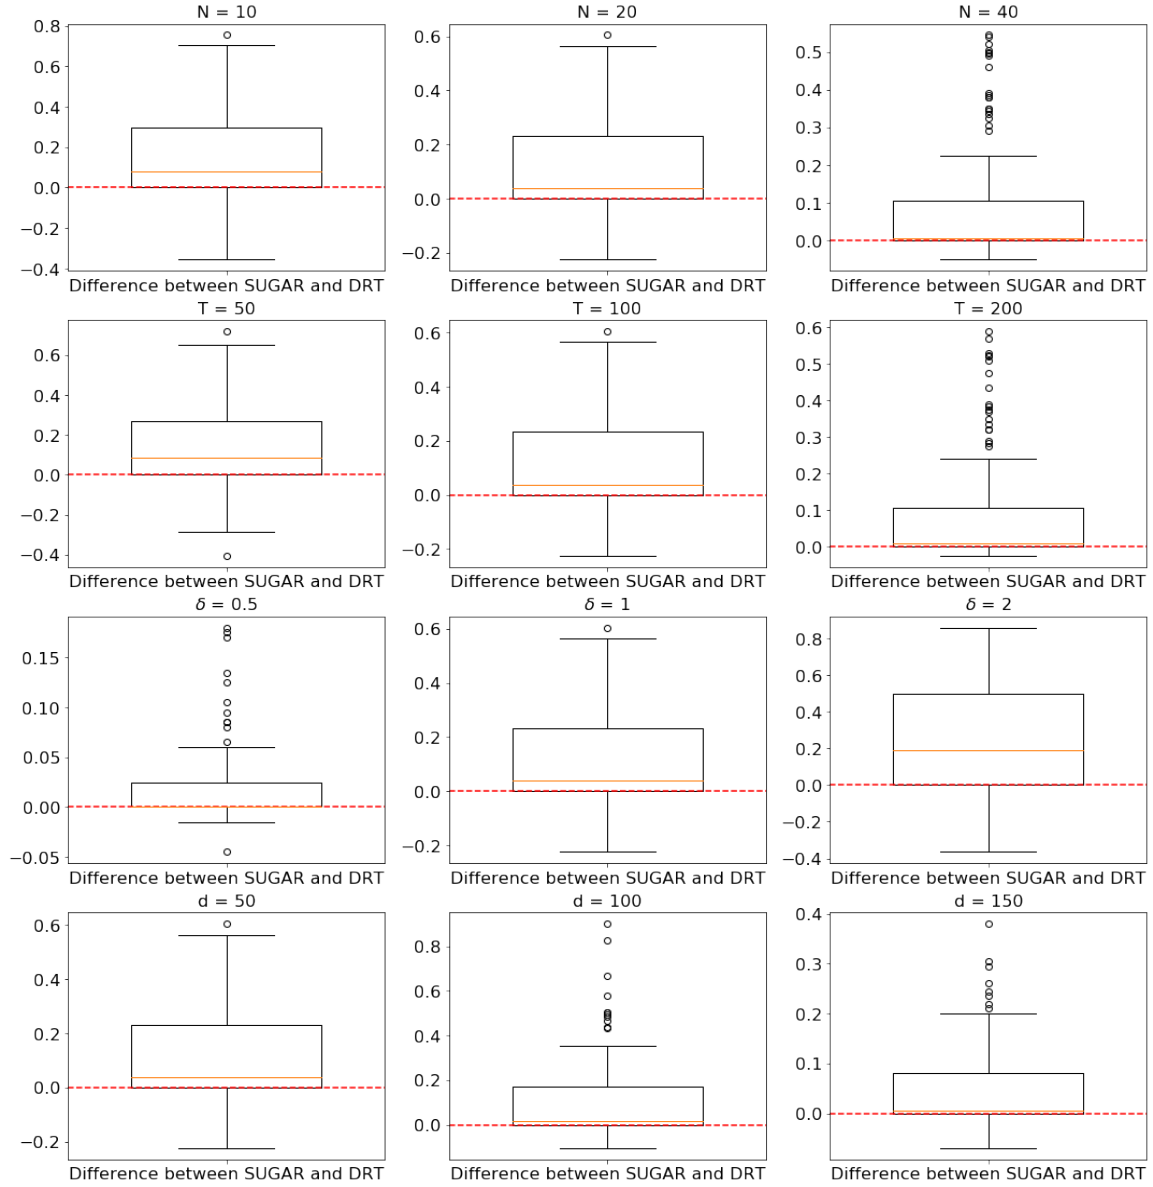 N = 10
0.8
0.6
0.4
0.2
0.0
−0.2
−0.4
Difference between SUGAR and DRT
N = 20
0.6
0.4
0.2
0.0
−0.2
Difference between SUGAR and DRT
N = 40
0.5
0.4
0.3
0.2
0.1
0.0
Difference between SUGAR and DRT
T = 50
0.6
0.4
0.2
0.0
−0.2
−0.4
Difference between SUGAR and DRT
T = 100
0.6
0.4
0.2
0.0
−0.2
Difference between SUGAR and DRT
T = 200
0.6
0.5
0.4
0.3
0.2
0.1
0.0
Difference between SUGAR and DRT
δ = 0.5
0.15
0.10
0.05
0.00
−0.05
Difference between SUGAR and DRT
δ = 1
0.6
0.4
0.2
0.0
−0.2
Difference between SUGAR and DRT
δ = 2
0.8
0.6
0.4
0.2
0.0
−0.2
−0.4
Difference between SUGAR and DRT
d = 50
0.6
0.4
0.2
0.0
−0.2
Difference between SUGAR and DRT
d = 100
0.8
0.6
0.4
0.2
0.0
Difference between SUGAR and DRT
d = 150
0.4
0.3
0.2
0.1
0.0
Difference between SUGAR and DRT